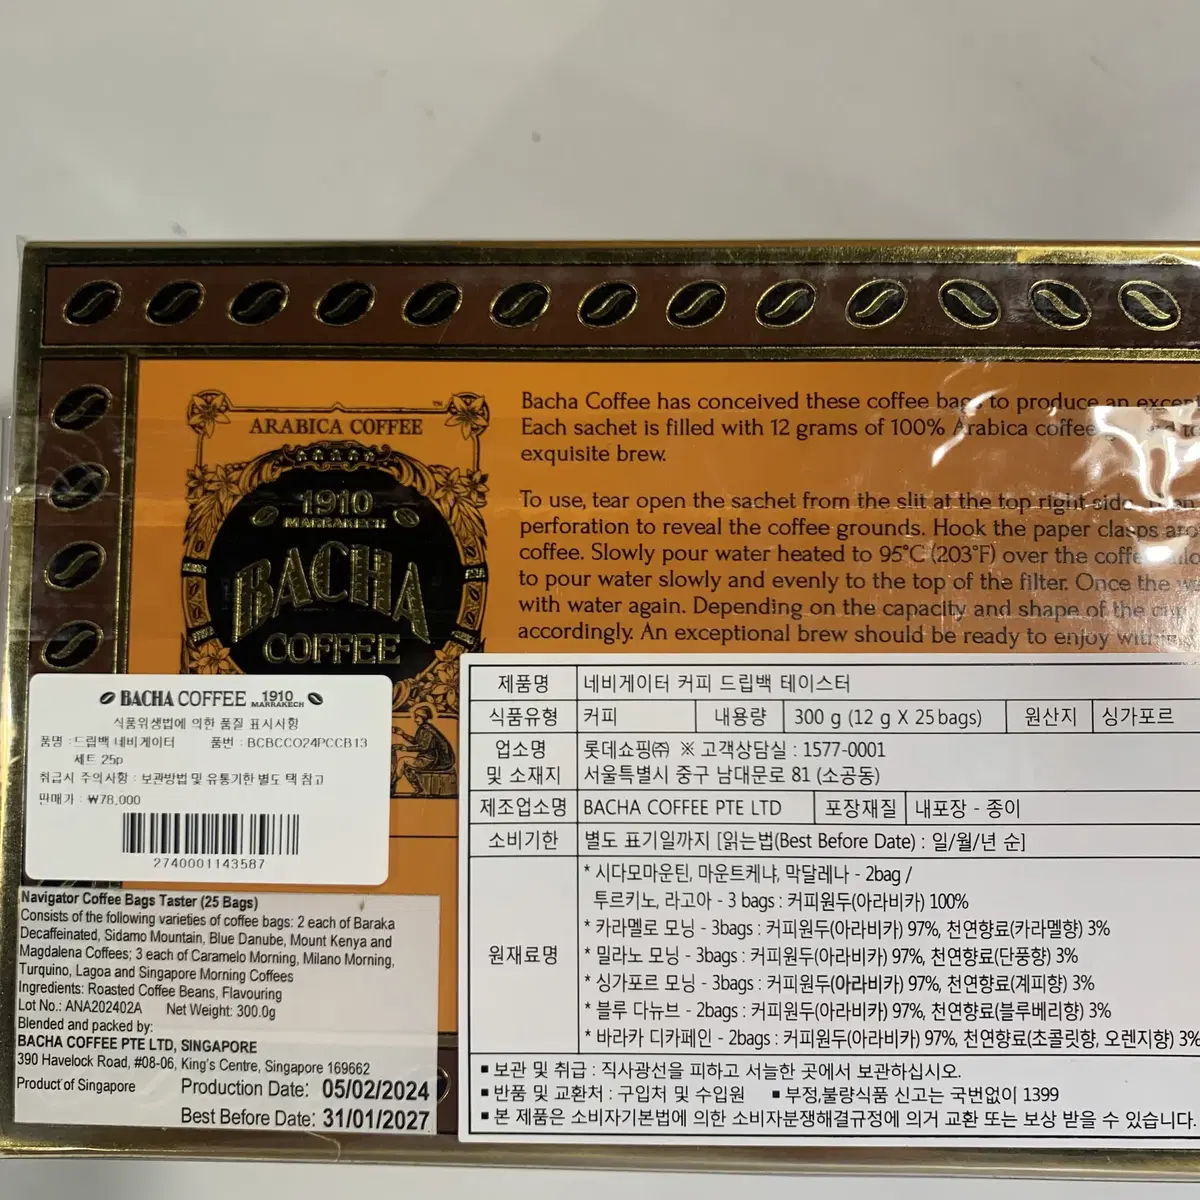 ARABICA COFFEE
™
1910
MARRAKECH
BACHA
COFFEE
Bacha Coffee has conceived these coffee bags to produce an
Each sachet is filled with 12 grams of 100% Arabica coffee
exquisite brew.
To use, tear open the sachet from the slit at the top right side
perforation to reveal the coffee grounds. Hook the paper clasps
coffee. Slowly pour water heated to 95°C (203°F) over the
to pour water slowly and evenly to the top of the filter. Once the
with water again. Depending on the capacity and shape of the
accordingly. An exceptional brew should be ready to enjoy
BACHA COFFEE 1910 MARRAKECH
식품위생법에 의한 품질 표시사항
품명 : 드립백 네비게이터 품번 : BCBCCO24PCCB13
세트 25p
취급시 주의사항 : 보관방법 및 유통기한 별도 택 참고
판매가 : ₩78,000
2740001143587
Navigator Coffee Bags Taster (25 Bags)
Consists of the following varieties of coffee bags: 2 each of Baraka
Decaffeinated, Sidamo Mountain, Blue Danube, Mount Kenya and
Magdalena Coffees; 3 each of Caramelo Morning, Milano Morning,
Turquino, Lagoa and Singapore Morning Coffees
Ingredients: Roasted Coffee Beans, Flavouring
Lot No.: ANA202402A Net Weight: 300.0g
Blended and packed by:
BACHA COFFEE PTE LTD, SINGAPORE
390 Havelock Road, #08-06, King's Centre, Singapore 169662
Product of Singapore Production Date: 05/02/2024
Best Before Date: 31/01/2027
제품명 네비게이터 커피 드립백 테이스터
식품유형 커피 내용량 300 g (12 g X 25bags) 원산지 싱가포르
업소명 롯데쇼핑㈜ ※ 고객상담실 : 1577-0001
및 소재지 서울특별시 중구 남대문로 81 (소공동)
제조업소명 BACHA COFFEE PTE LTD 포장재질 내포장 - 종이
소비기한 별도 표기일까지 [읽는법(Best Before Date) : 일/월/년 순]
원재료명
* 시다모마운틴, 마운트케냐, 막달레나 - 2bag /
투르키노, 라고아 - 3 bags : 커피원두(아라비카) 100%
* 카라멜로 모닝 - 3bags : 커피원두(아라비카) 97%, 천연향료(카라멜향) 3%
* 밀라노 모닝 - 3bags : 커피원두(아라비카) 97%, 천연향료(단풍향) 3%
* 싱가포르 모닝 - 3bags : 커피원두(아라비카) 97%, 천연향료(계피향) 3%
* 블루 다뉴브 - 2bags : 커피원두(아라비카) 97%, 천연향료(블루베리향) 3%
* 바라카 디카페인 - 2bags : 커피원두(아라비카) 97%, 천연향료(초콜릿향, 오렌지향) 3%
▪ 보관 및 취급 : 직사광선을 피하고 서늘한 곳에서 보관하십시오.
▪ 반품 및 교환처 : 구입처 및 수입원 ▪ 부정,불량식품 신고는 국번없이 1399
▪ 본 제품은 소비자기본법에 의한 소비자분쟁해결규정에 의거 교환 또는 보상 받을 수 있습니다.